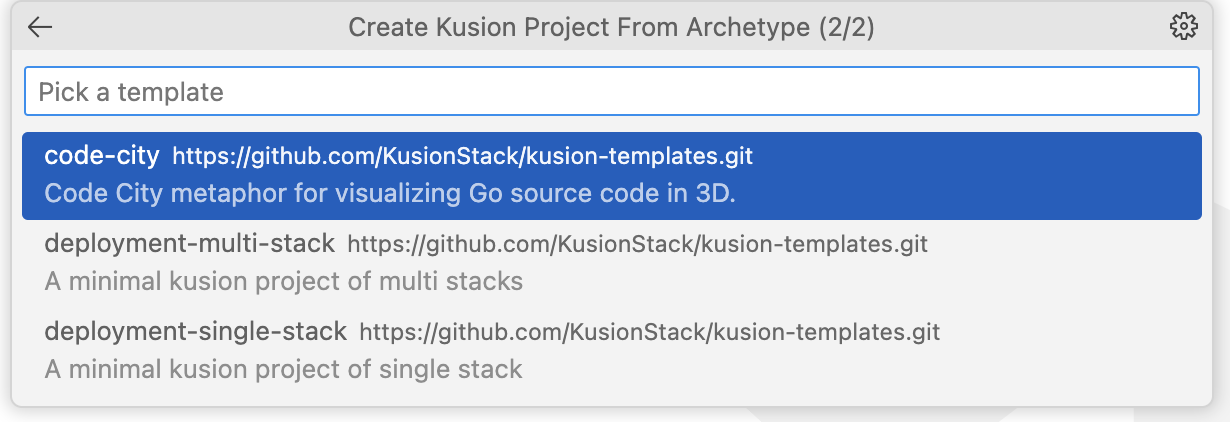 Create Kusion Project From Archetype (2/2)
Pick a template
code-city https://github.com/KusionStack/kusion-templates.git
Code City metaphor for visualizing Go source code in 3D.
deployment-multi-stack https://github.com/KusionStack/kusion-templates.git
A minimal kusion project of multi stacks
deployment-single-stack https://github.com/KusionStack/kusion-templates.git
A minimal kusion project of single stack